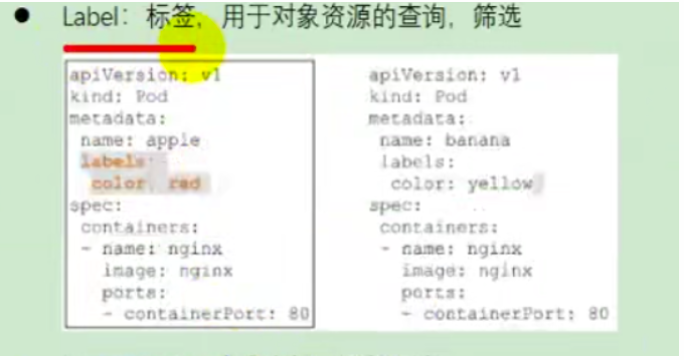 ● Label：标签，用于对象资源的查询，筛选
apiVersion: v1
kind: Pod
metadata:
name: apple
labels:
color: red
spec:
containers:
- name: nginx
image: nginx
ports:
- containerPort: 80
apiVersion: v1
kind: Pod
metadata:
name: banana
labels:
color: yellow
spec:
containers:
- name: nginx
image: nginx
ports:
- containerPort: 80